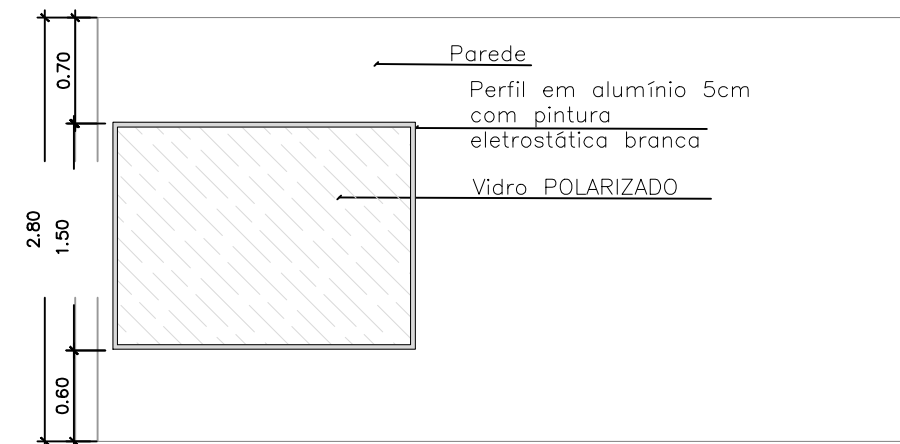 0.70
Parede
Perfil em alumínio 5cm
com pintura
eletrostática branca
Vidro POLARIZADO
2.80
1.50
0.60